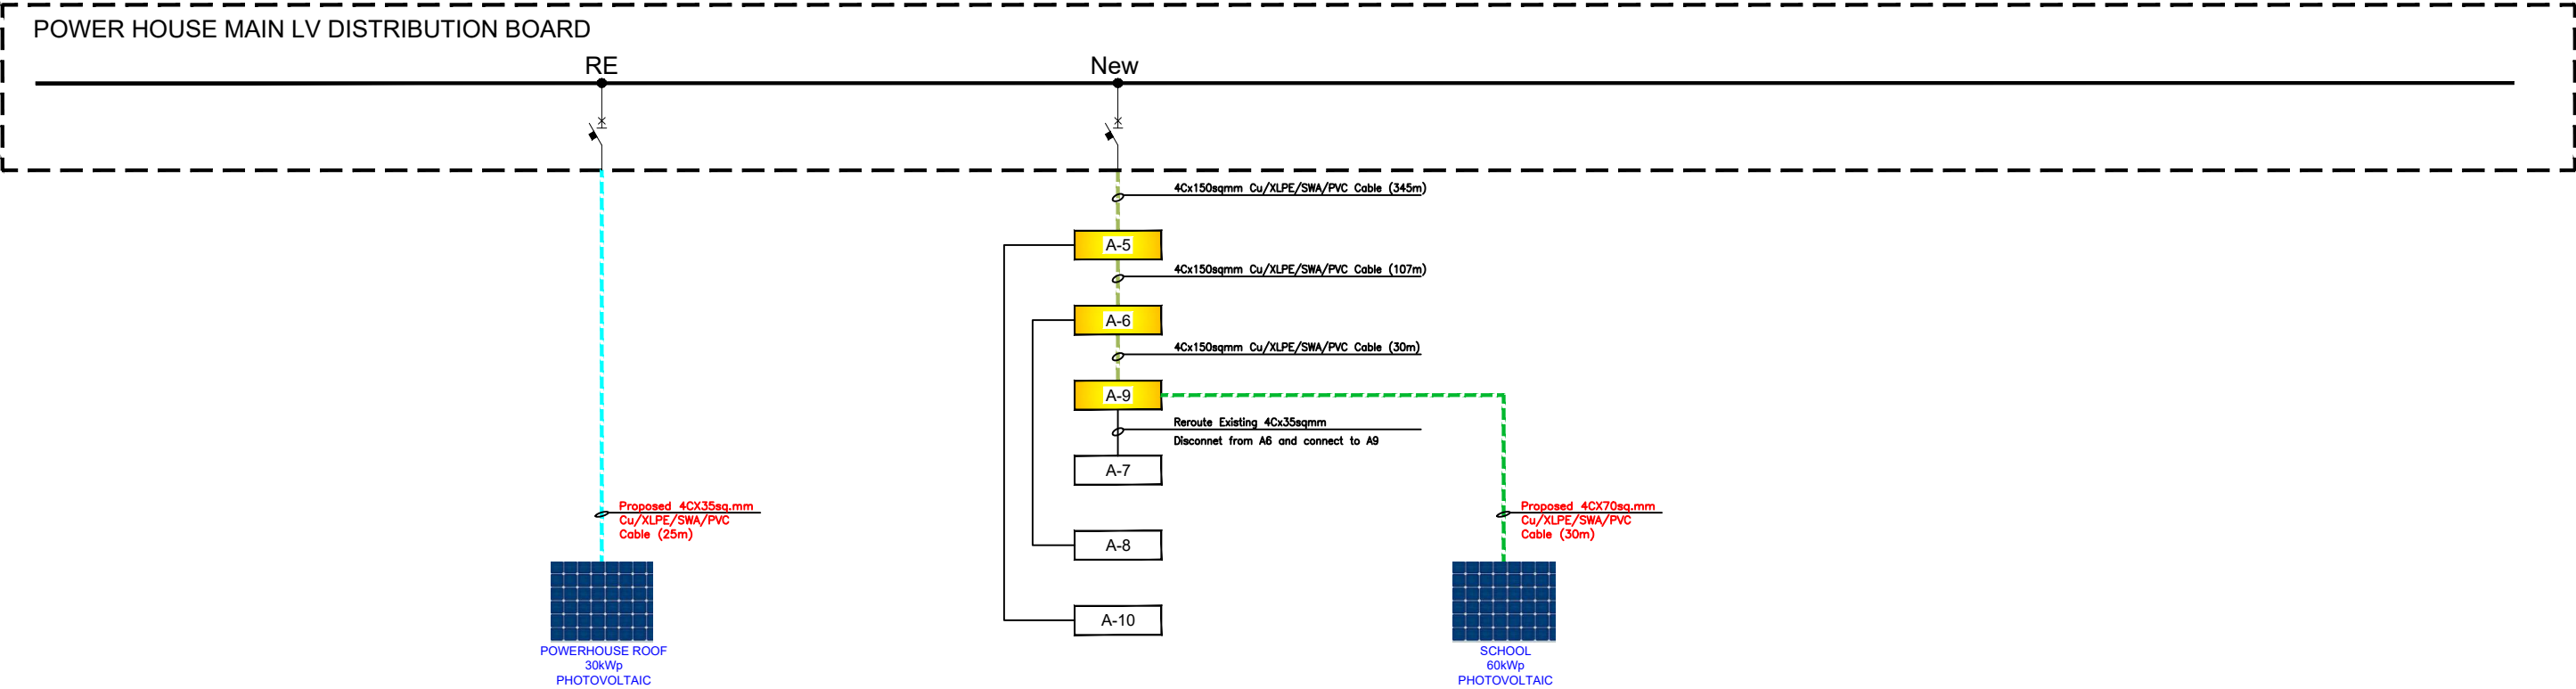 POWER HOUSE MAIN LV DISTRIBUTION BOARD
RE
New
4Cx150sqmm Cu/XLPE/SWA/PVC Cable (345m)
A-5
4Cx150sqmm Cu/XLPE/SWA/PVC Cable (107m)
A-6
4Cx150sqmm Cu/XLPE/SWA/PVC Cable (30m)
A-9
Reroute Existing 4Cx35sqmm
Disconnet from A6 and connect to A9
A-7
Proposed 4CX35sq.mm
Cu/XLPE/SWA/PVC
Cable (25m)
Proposed 4CX70sq.mm
Cu/XLPE/SWA/PVC
Cable (30m)
A-8
A-10
POWERHOUSE ROOF
30kWp
PHOTOVOLTAIC
SCHOOL
60kWp
PHOTOVOLTAIC